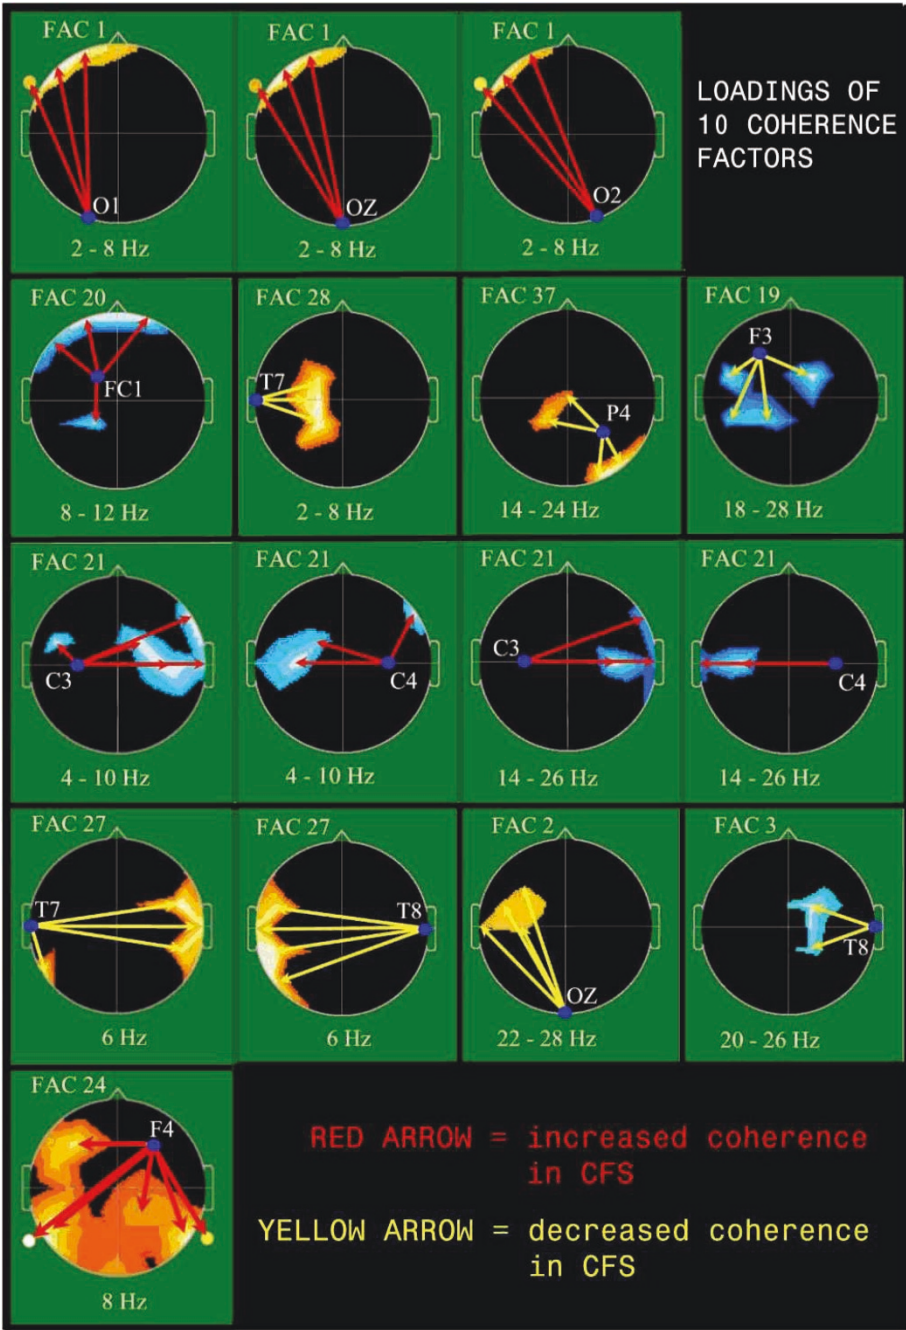 FAC 1
O1
2 - 8 Hz
FAC 1
OZ
2 - 8 Hz
FAC 1
O2
2 - 8 Hz
LOADINGS OF
10 COHERENCE
FACTORS
FAC 20
FC1
8 - 12 Hz
FAC 28
T7
2 - 8 Hz
FAC 37
P4
14 - 24 Hz
FAC 19
F3
18 - 28 Hz
FAC 21
C3
4 - 10 Hz
FAC 21
C4
4 - 10 Hz
FAC 21
C3
14 - 26 Hz
FAC 21
C4
14 - 26 Hz
FAC 27
T7
6 Hz
FAC 27
T8
6 Hz
FAC 2
OZ
22 - 28 Hz
FAC 3
T8
20 - 26 Hz
FAC 24
F4
8 Hz
RED ARROW = increased coherence
in CFS
YELLOW ARROW = decreased coherence
in CFS